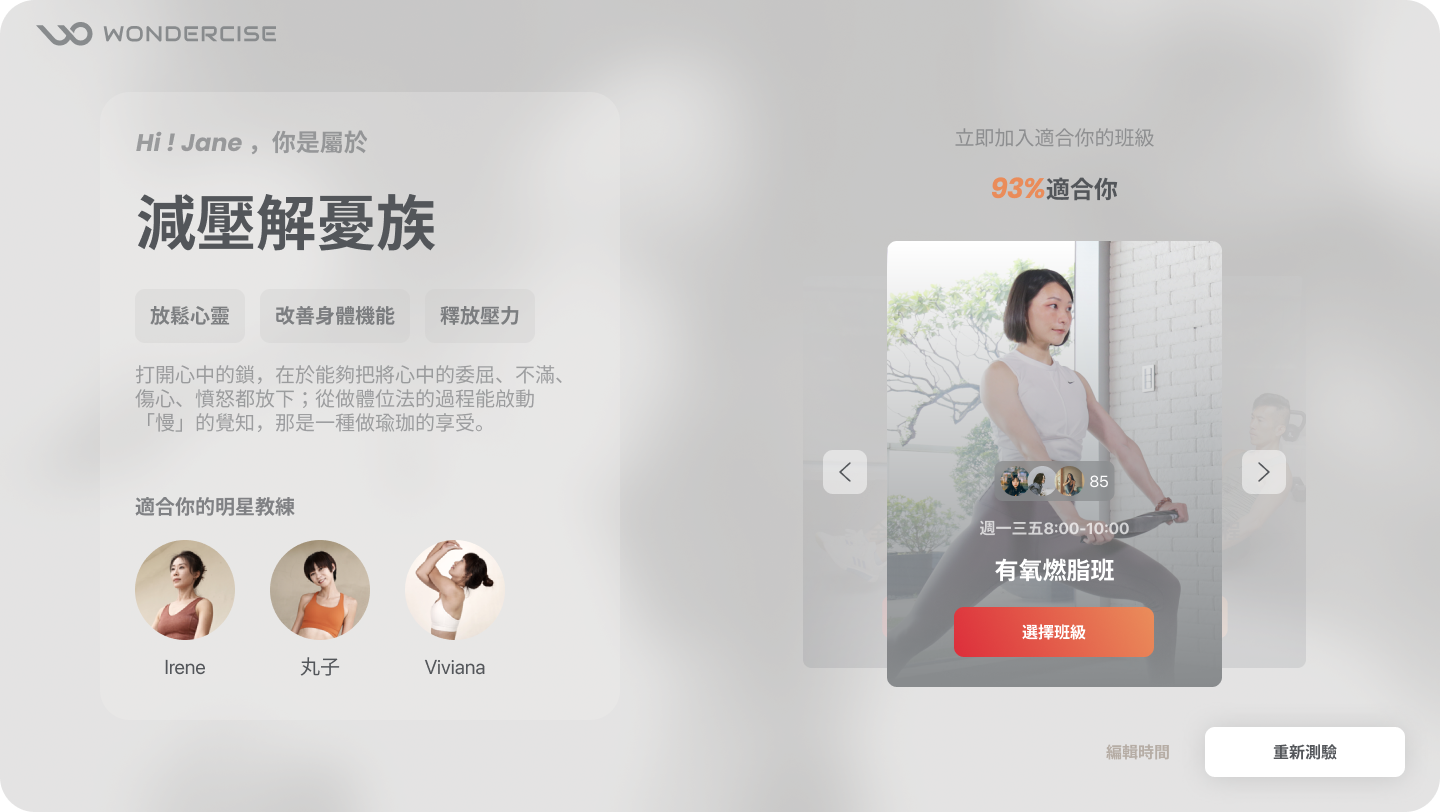 WONDERCISE
Hi ! Jane ，你是屬於
減壓解憂族
放鬆心靈
改善身體機能
釋放壓力
打開心中的鎖，在於能夠把將心中的委屈、不滿、
傷心、憤怒都放下；從做體位法的過程能啟動
「慢」的覺知，那是一種做瑜珈的享受。
適合你的明星教練
Irene
丸子
Viviana
立即加入適合你的班級
93%適合你
85
週一三五8:00-10:00
有氧燃脂班
選擇班級
編輯時間
重新測驗